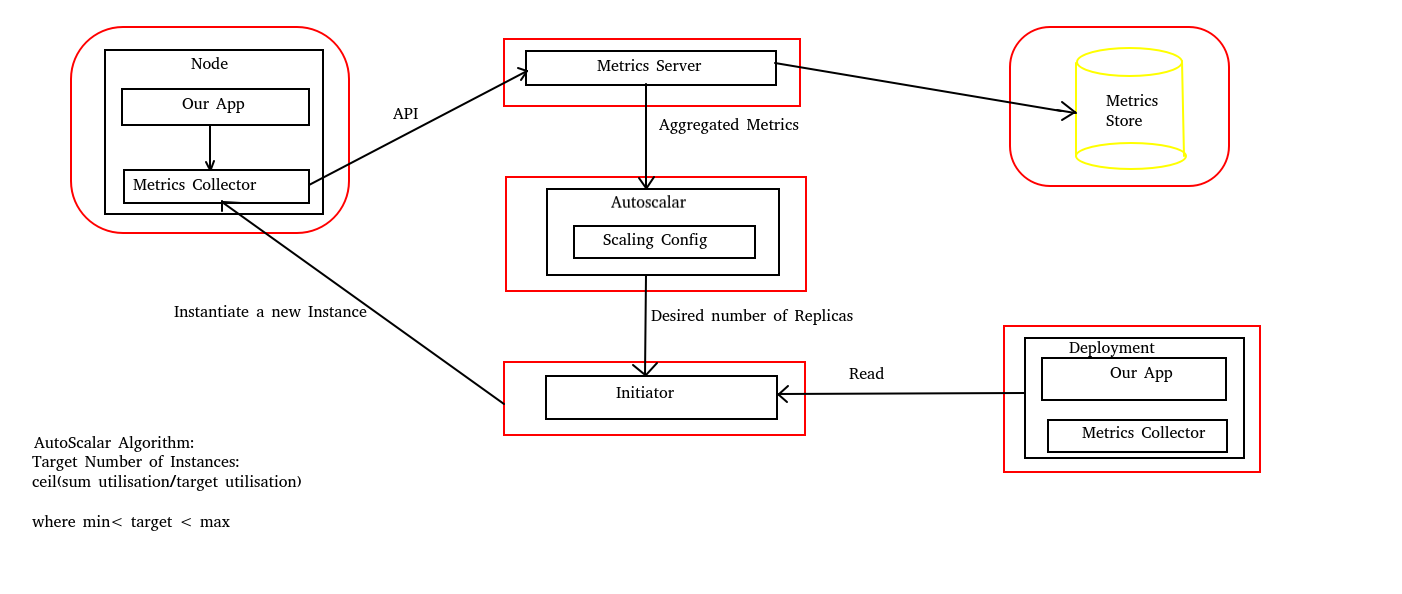 Node
Our App
Metrics Collector
API
Metrics Server
Aggregated Metrics
Metrics
Store
Autoscalar
Scaling Config
Instantiate a new Instance
Desired number of Replicas
Initiator
Read
Deployment
Our App
Metrics Collector
AutoScalar Algorithm:
Target Number of Instances:
ceil(sum utilisation/target utilisation)
where min< target < max